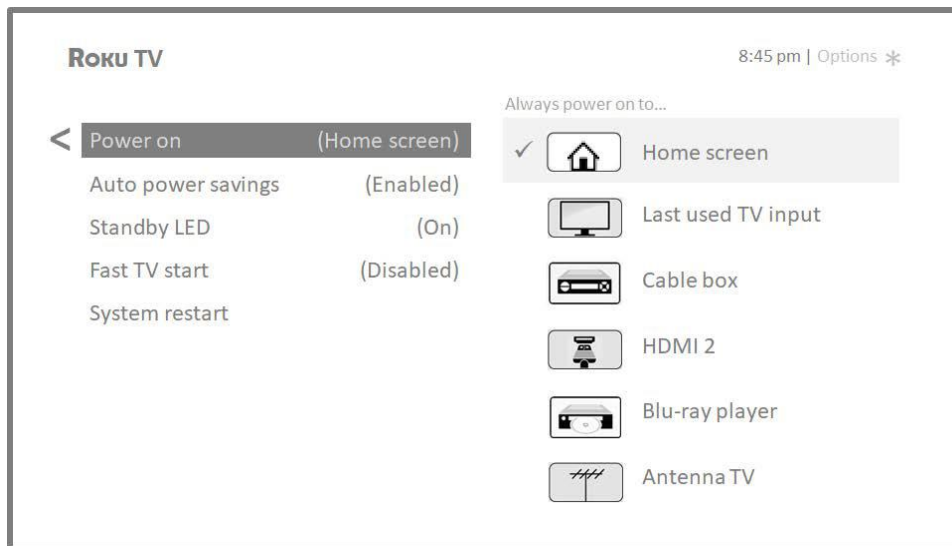 Roku TV
8:45 pm | Options *
< Power on (Home screen)
Auto power savings (Enabled)
Standby LED (On)
Fast TV start (Disabled)
System restart
Always power on to...
✓ Home screen
Last used TV input
Cable box
HDMI 2
Blu-ray player
Antenna TV